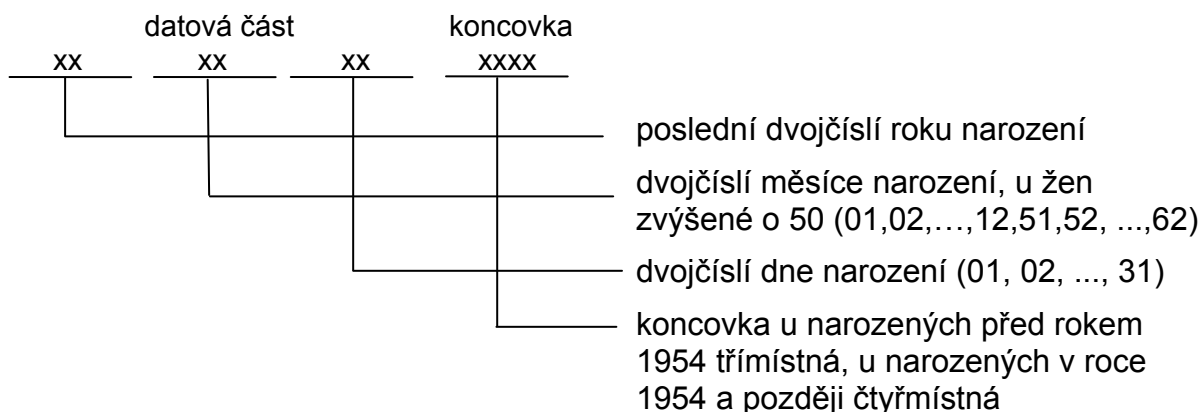 datová část koncovka
xx xx xx xxxx
poslední dvojčíslí roku narození
dvojčíslí měsíce narození, u žen
zvýšené o 50 (01,02,…,12,51,52, ...,62)
dvojčíslí dne narození (01, 02, ..., 31)
koncovka u narozených před rokem
1954 třímístná, u narozených v roce
1954 a později čtyřmístná